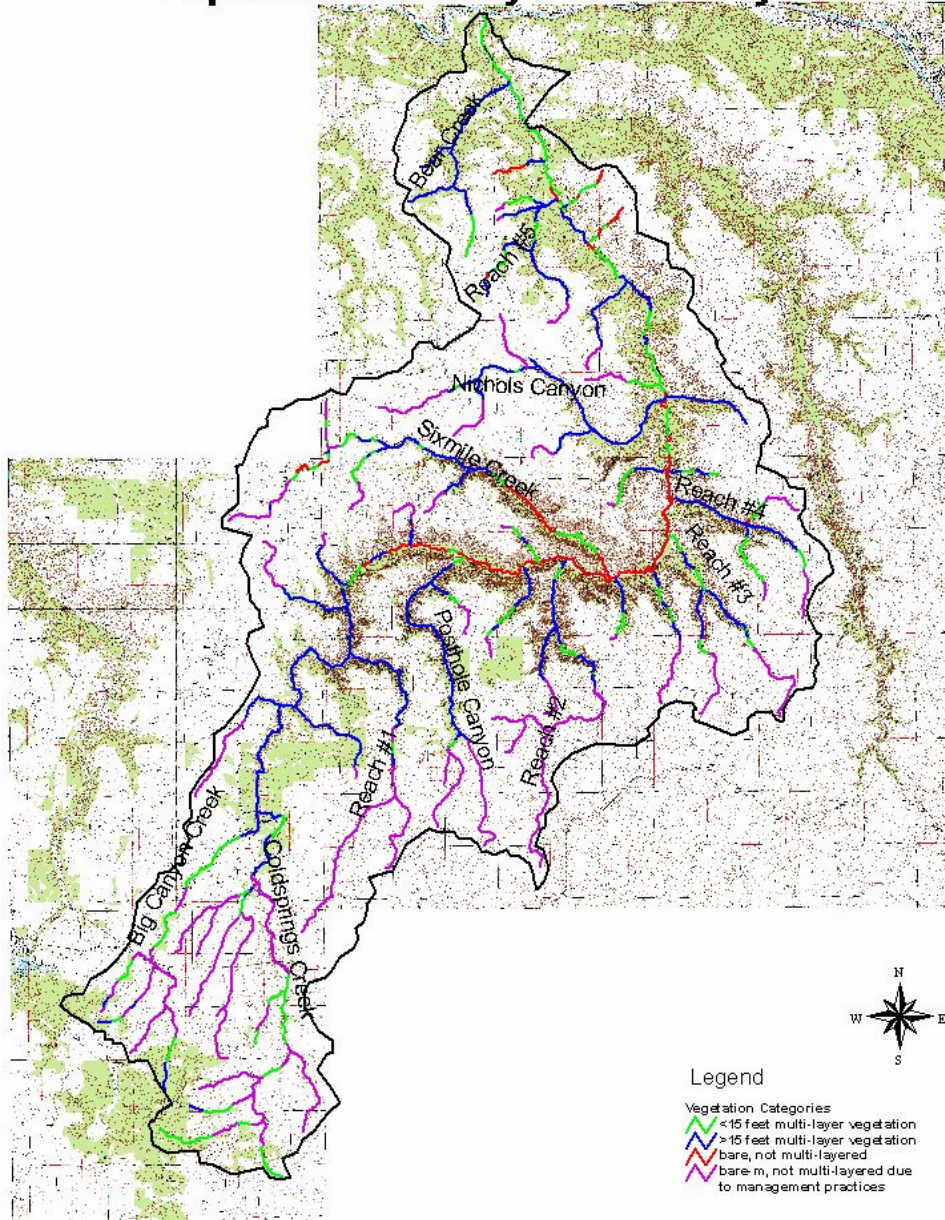 Bear Creek
Reach #5
Nichols Canyon
Sixmile Creek
Reach #4
Reach #3
Posthole Canyon
Reach #2
Reach #1
Big Canyon Creek
Coldsprings Creek
N
W E
S
Legend
Vegetation Categories
<15 feet multi-layer vegetation
>15 feet multi-layer vegetation
bare, not multi-layered
bare-m, not multi-layered due
to management practices